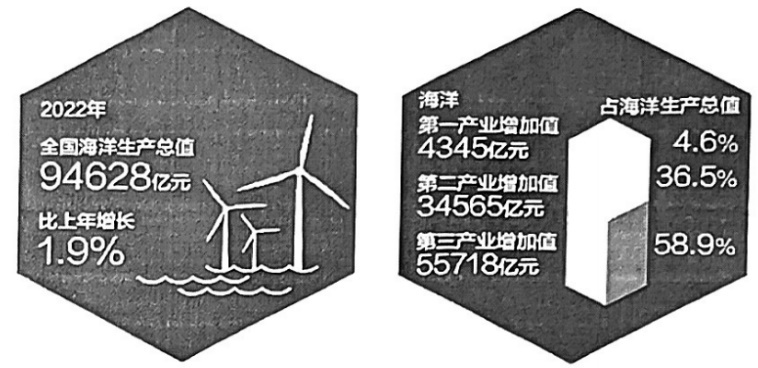 2022年
全国海洋生产总值
94628亿元
比上年增长
1.9%
海洋
占海洋生产总值
第一产业增加值
4345亿元
4.6%
第二产业增加值
34565亿元
36.5%
第三产业增加值
55718亿元
58.9%